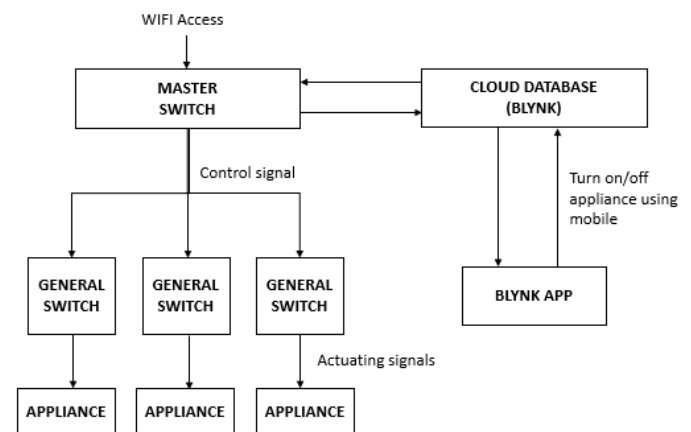 WIFI Access
MASTER
SWITCH
CLOUD DATABASE
(BLYNK)
Control signal
Turn on/off
appliance using
mobile
GENERAL
SWITCH
GENERAL
SWITCH
GENERAL
SWITCH
BLYNK APP
Actuating signals
APPLIANCE
APPLIANCE
APPLIANCE